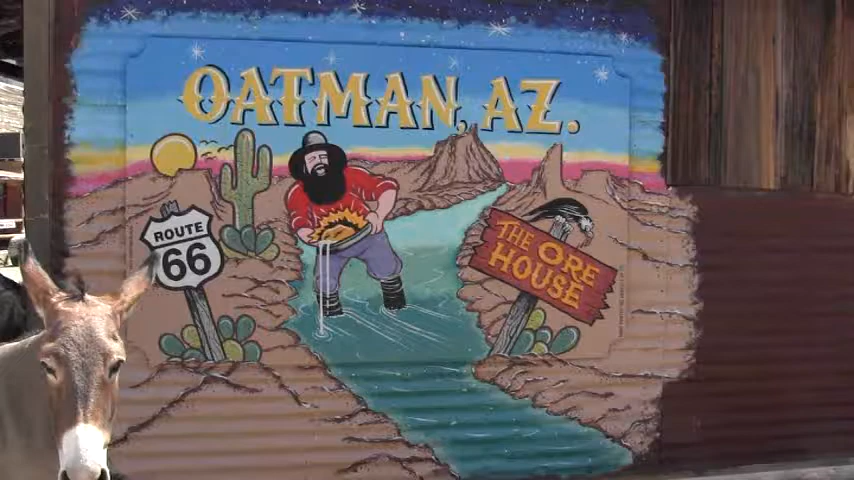 OATMAN, AZ.
ROUTE
66
THE ORE
HOUSE